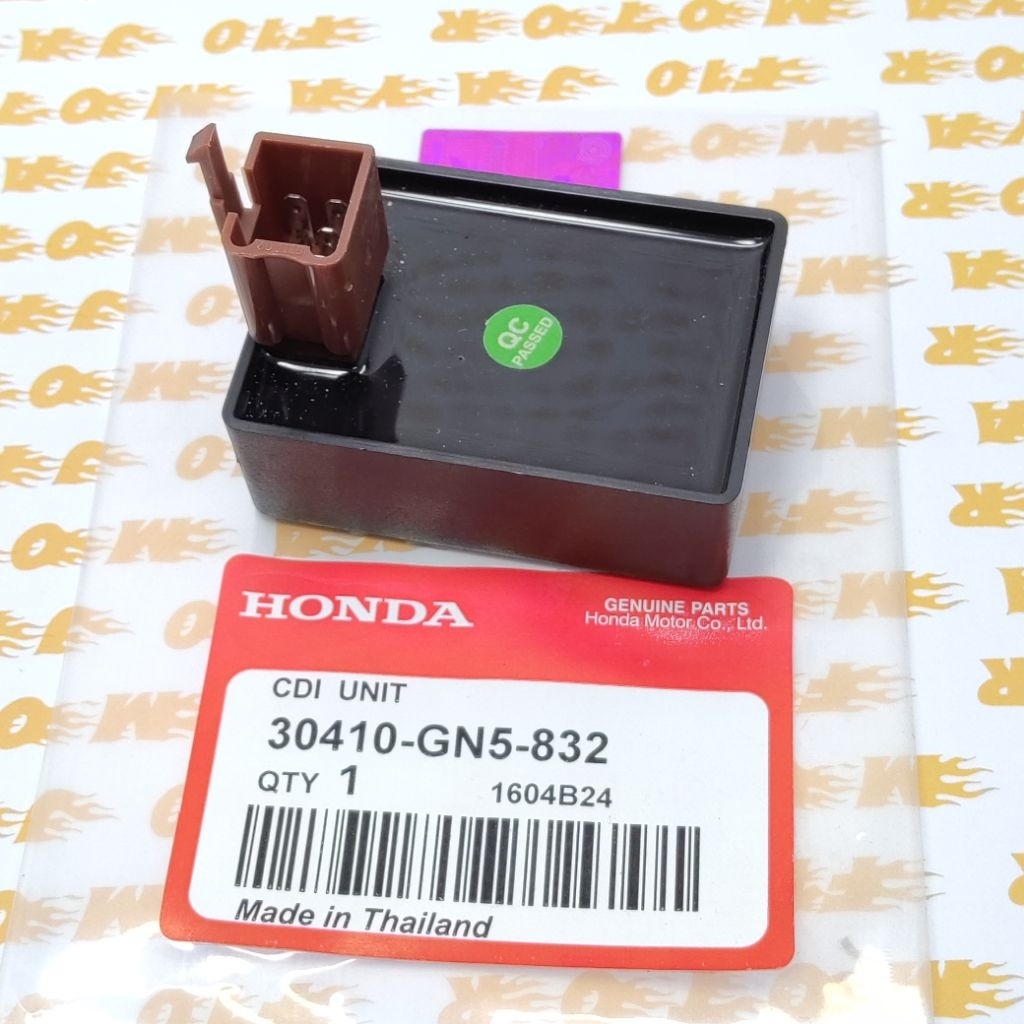 QC
PASSED
HONDA
GENUINE PARTS
Honda Motor Co., Ltd.
CDI UNIT
30410-GN5-832
QTY 1 1604B24
Made in Thailand